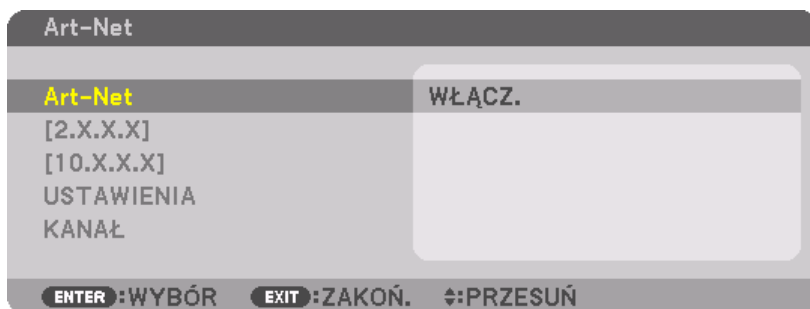 Art-Net
Art-Net WŁĄCZ.
[2.X.X.X]
[10.X.X.X]
USTAWIENIA
KANAŁ
ENTER:WYBÓR EXIT:ZAKOŃ. ♦:PRZESUŃ